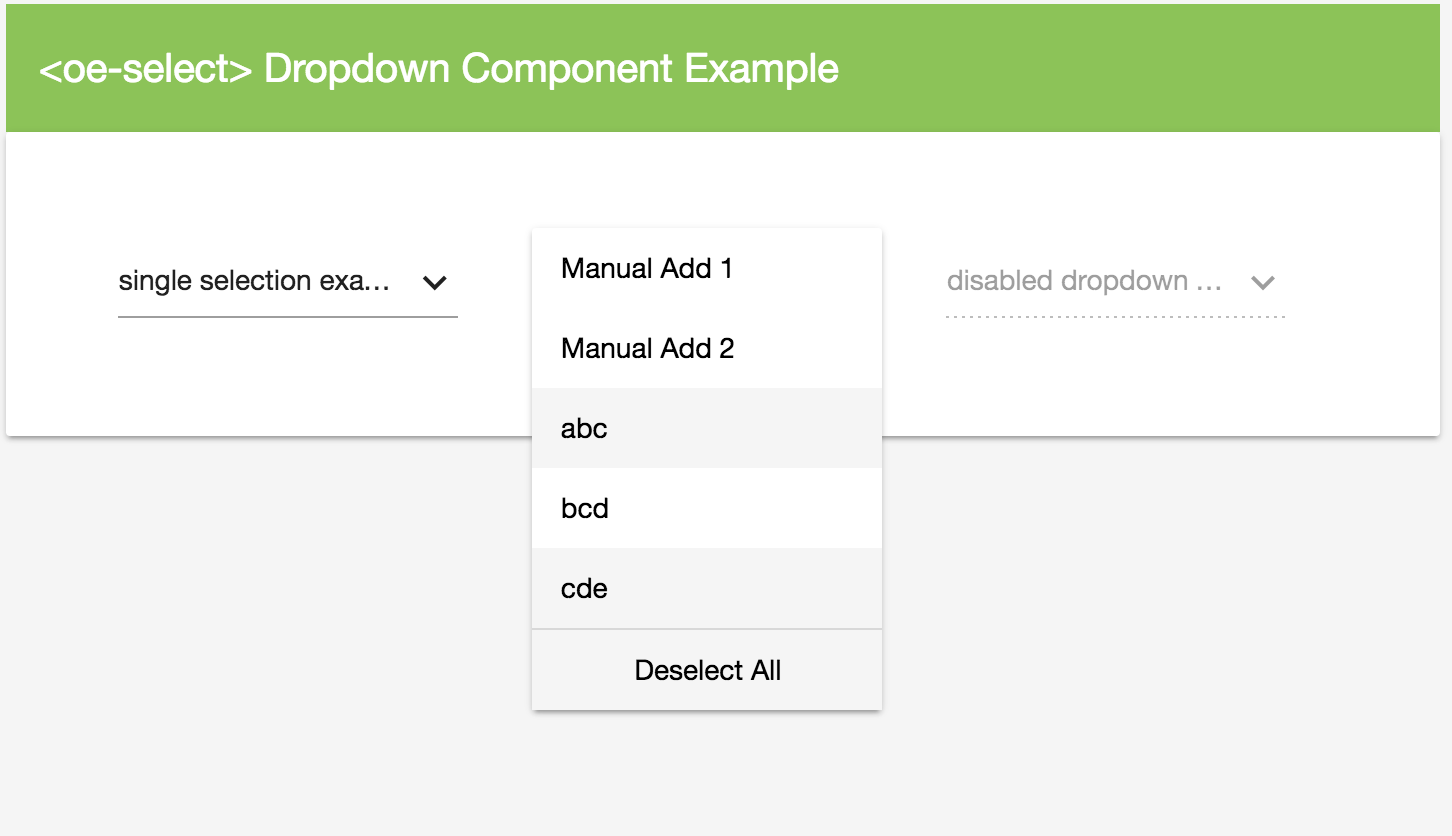 <oe-select> Dropdown Component Example
single selection exa...
Manual Add 1
Manual Add 2
abc
bcd
cde
Deselect All
disabled dropdown ...